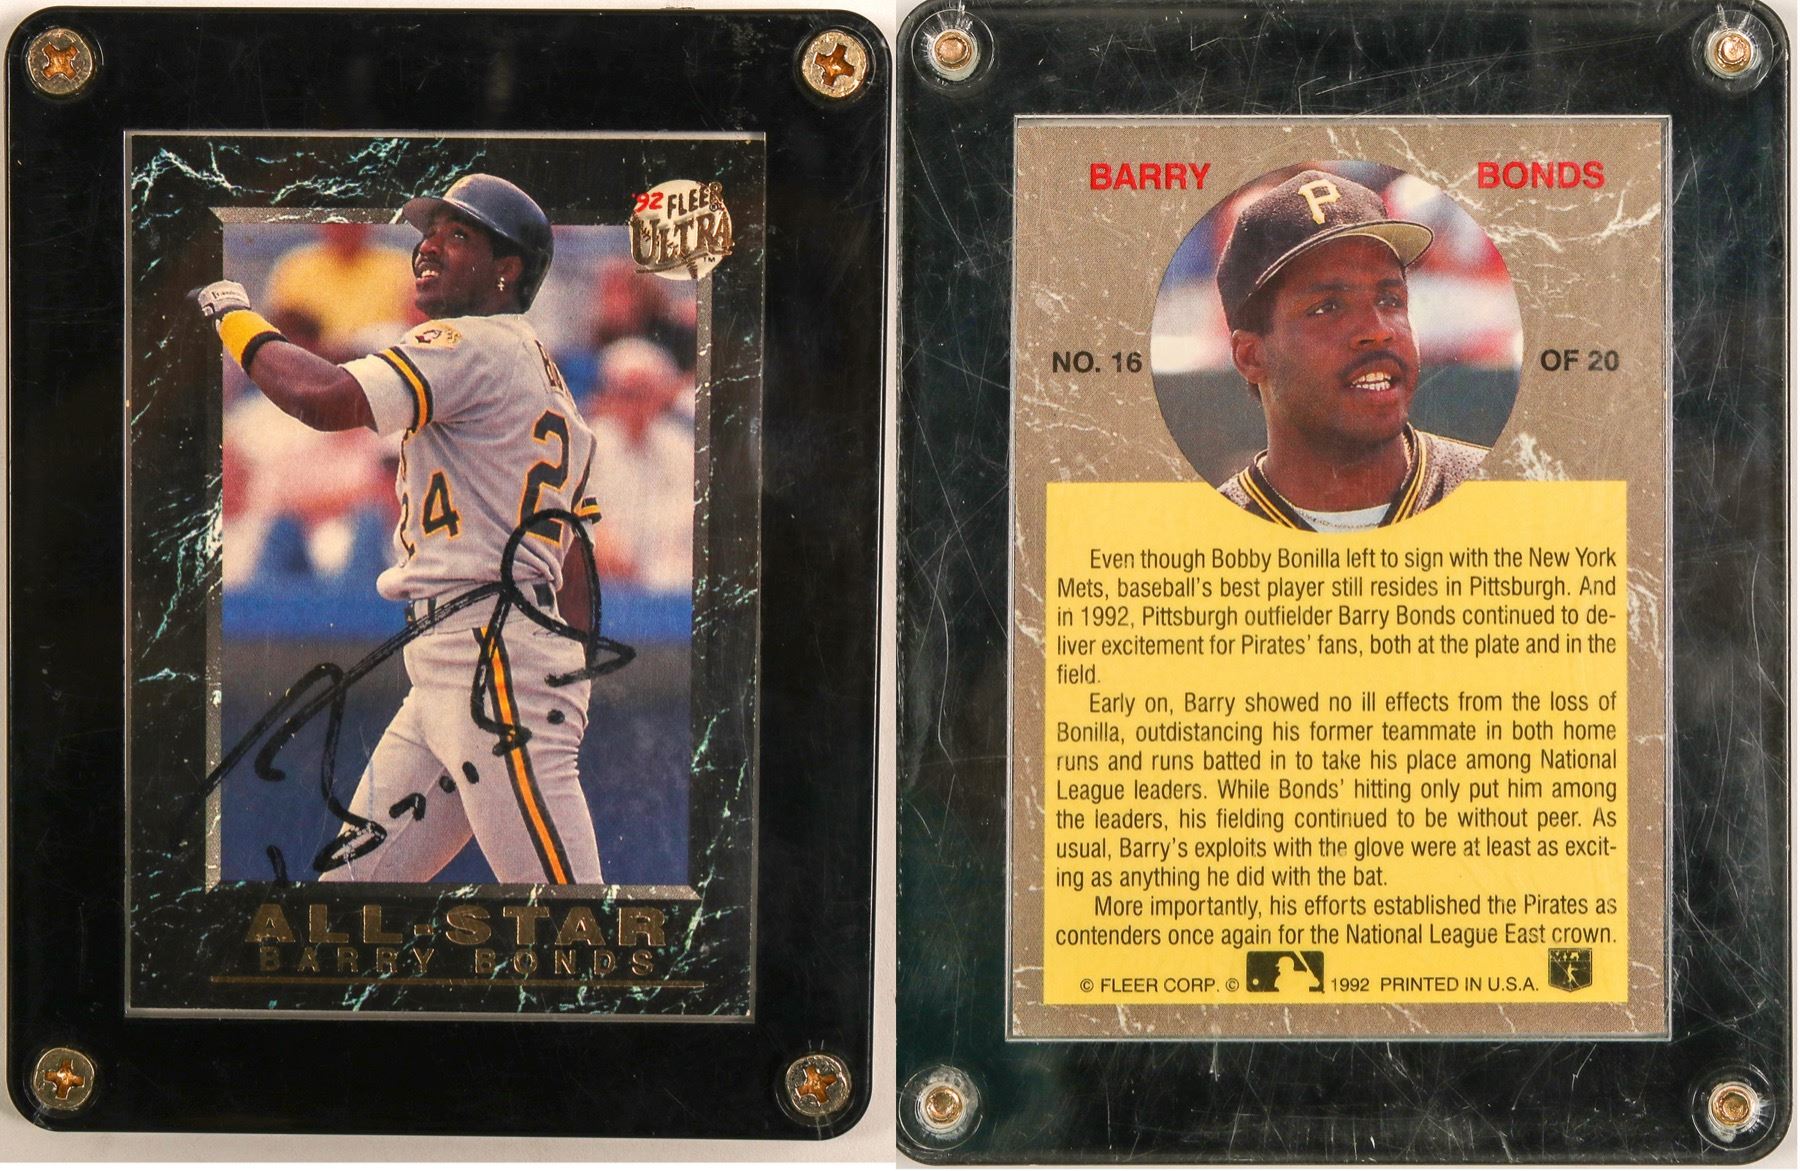 '92 FLEER
ULTRA
TM
24
24
ALL-STAR
BARRY BONDS
BARRY BONDS
P
NO. 16 OF 20
Even though Bobby Bonilla left to sign with the New York
Mets, baseball's best player still resides in Pittsburgh. And
in 1992, Pittsburgh outfielder Barry Bonds continued to de-
liver excitement for Pirates' fans, both at the plate and in the
field.
Early on, Barry showed no ill effects from the loss of
Bonilla, outdistancing his former teammate in both home
runs and runs batted in to take his place among National
League leaders. While Bonds' hitting only put him among
the leaders, his fielding continued to be without peer. As
usual, Barry's exploits with the glove were at least as excit-
ing as anything he did with the bat.
More importantly, his efforts established the Pirates as
contenders once again for the National League East crown.
© FLEER CORP. © 1992 PRINTED IN U.S.A.